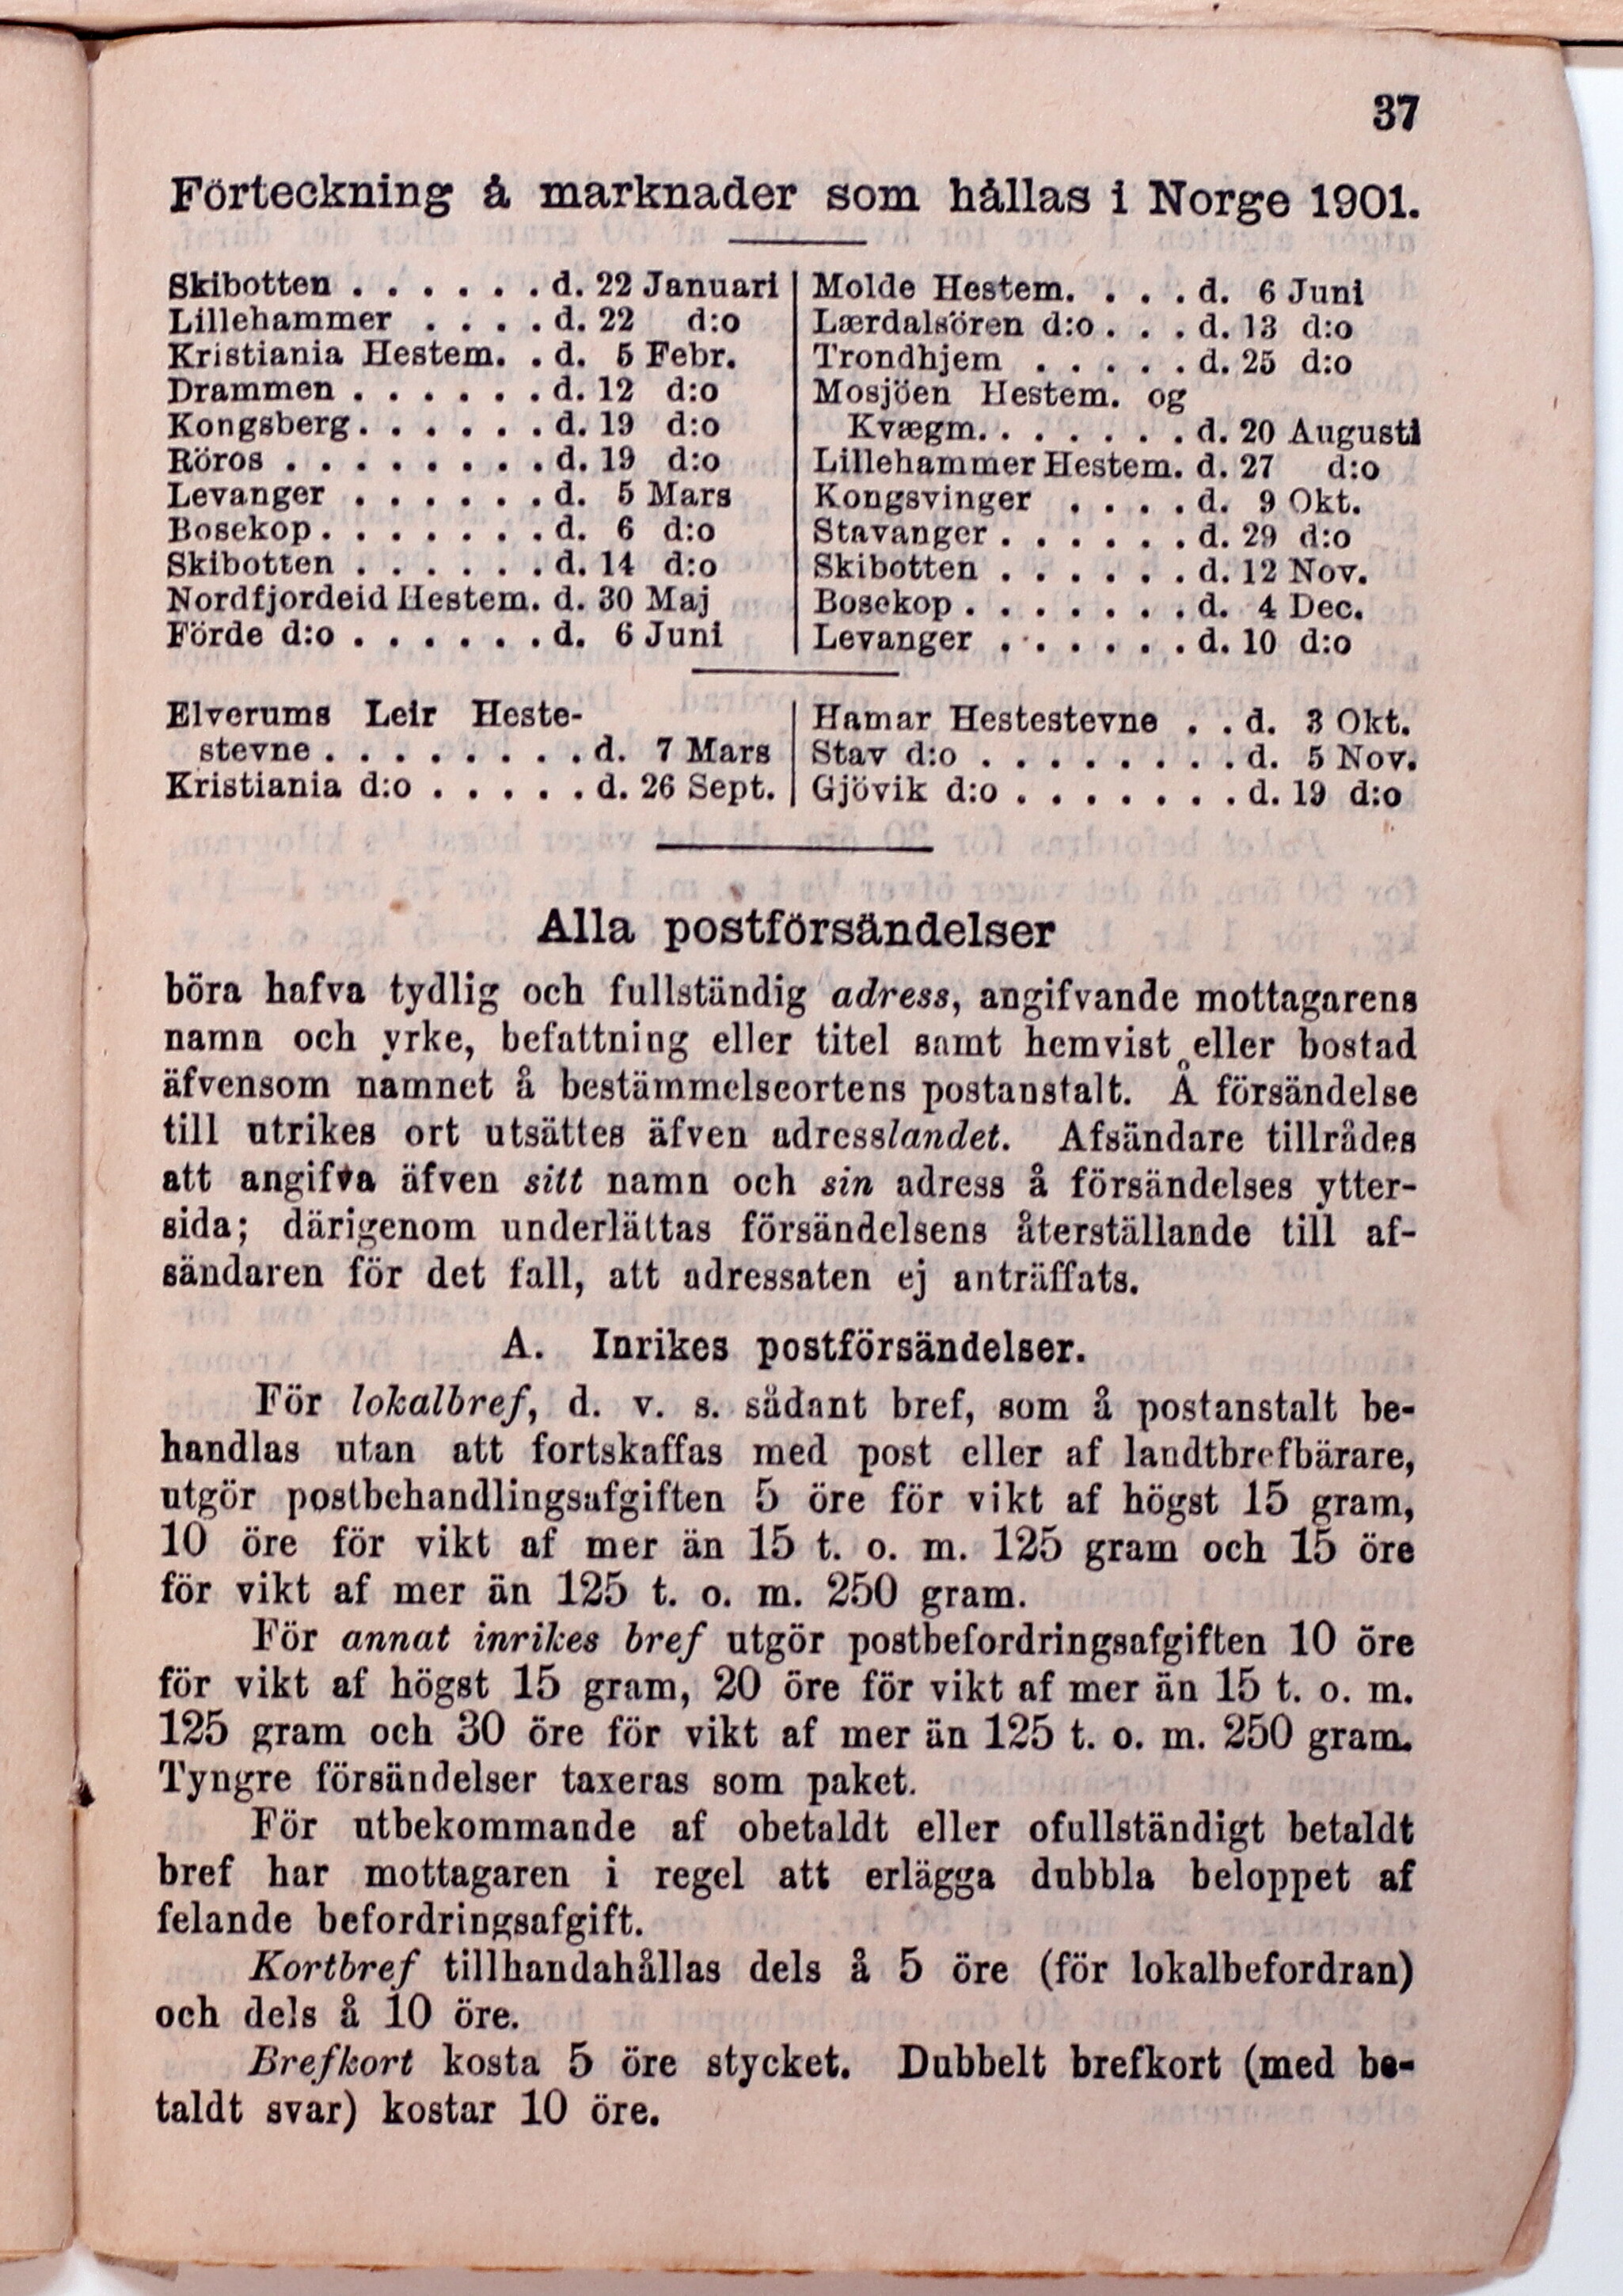 37
Förteckning å marknader som hållas i Norge 1901.
Skibotten . . . . . . d. 22 Januari
Lillehammer . . . . d. 22 d:o
Kristiania Hestem. . d. 5 Febr.
Drammen . . . . . . d. 12 d:o
Kongsberg . . . . . . d. 19 d:o
Röros . . . . . . . . d. 19 d:o
Levanger . . . . . . d. 5 Mars
Bosekop . . . . . . . d. 6 d:o
Skibotten . . . . . . d. 14 d:o
Nordfjordeid Hestem. d. 30 Maj
Förde d:o . . . . . . d. 6 Juni
Molde Hestem. . . . d. 6 Juni
Lærdalsören d:o . . . d. 13 d:o
Trondhjem . . . . . d. 25 d:o
Mosjöen Hestem. og
Kvægm. . . . . . . . d. 20 Augusti
Lillehammer Hestem. d. 27 d:o
Kongsvinger . . . . d. 9 Okt.
Stavanger . . . . . . d. 29 d:o
Skibotten . . . . . . d. 12 Nov.
Bosekop . . . . . . . d. 4 Dec.
Levanger . . . . . . d. 10 d:o
Elverums Leir Heste-
stevne . . . . . . . . d. 7 Mars
Kristiania d:o . . . . . d. 26 Sept.
Hamar Hestestevne . . d. 3 Okt.
Stav d:o . . . . . . . . d. 5 Nov.
Gjövik d:o . . . . . . . d. 19 d:o
Alla postförsändelser
böra hafva tydlig och fullständig adress, angifvande mottagarens
namn och yrke, befattning eller titel samt hemvist eller bostad
äfvensom namnet å bestämmelseortens postanstalt. Å försändelse
till utrikes ort utsättes äfven adresslandet. Afsändare tillrådes
att angifva äfven sitt namn och sin adress å försändelses ytter-
sida; därigenom underlättas försändelsens återställande till af-
sändaren för det fall, att adressaten ej anträffats.
A. Inrikes postförsändelser.
För lokalbref, d. v. s. sådant bref, som å postanstalt be-
handlas utan att fortskaffas med post eller af landtbrefbärare,
utgör postbehandlingsafgiften 5 öre för vikt af högst 15 gram,
10 öre för vikt af mer än 15 t. o. m. 125 gram och 15 öre
för vikt af mer än 125 t. o. m. 250 gram.
För annat inrikes bref utgör postbefordringsafgiften 10 öre
för vikt af högst 15 gram, 20 öre för vikt af mer än 15 t. o. m.
125 gram och 30 öre för vikt af mer än 125 t. o. m. 250 gram.
Tyngre försändelser taxeras som paket.
För utbekommande af obetaldt eller ofullständigt betaldt
bref har mottagaren i regel att erlägga dubbla beloppet af
felande befordringsafgift.
Kortbref tillhandahållas dels å 5 öre (för lokalbefordran)
och dels å 10 öre.
Brefkort kosta 5 öre stycket. Dubbelt brefkort (med be-
taldt svar) kostar 10 öre.